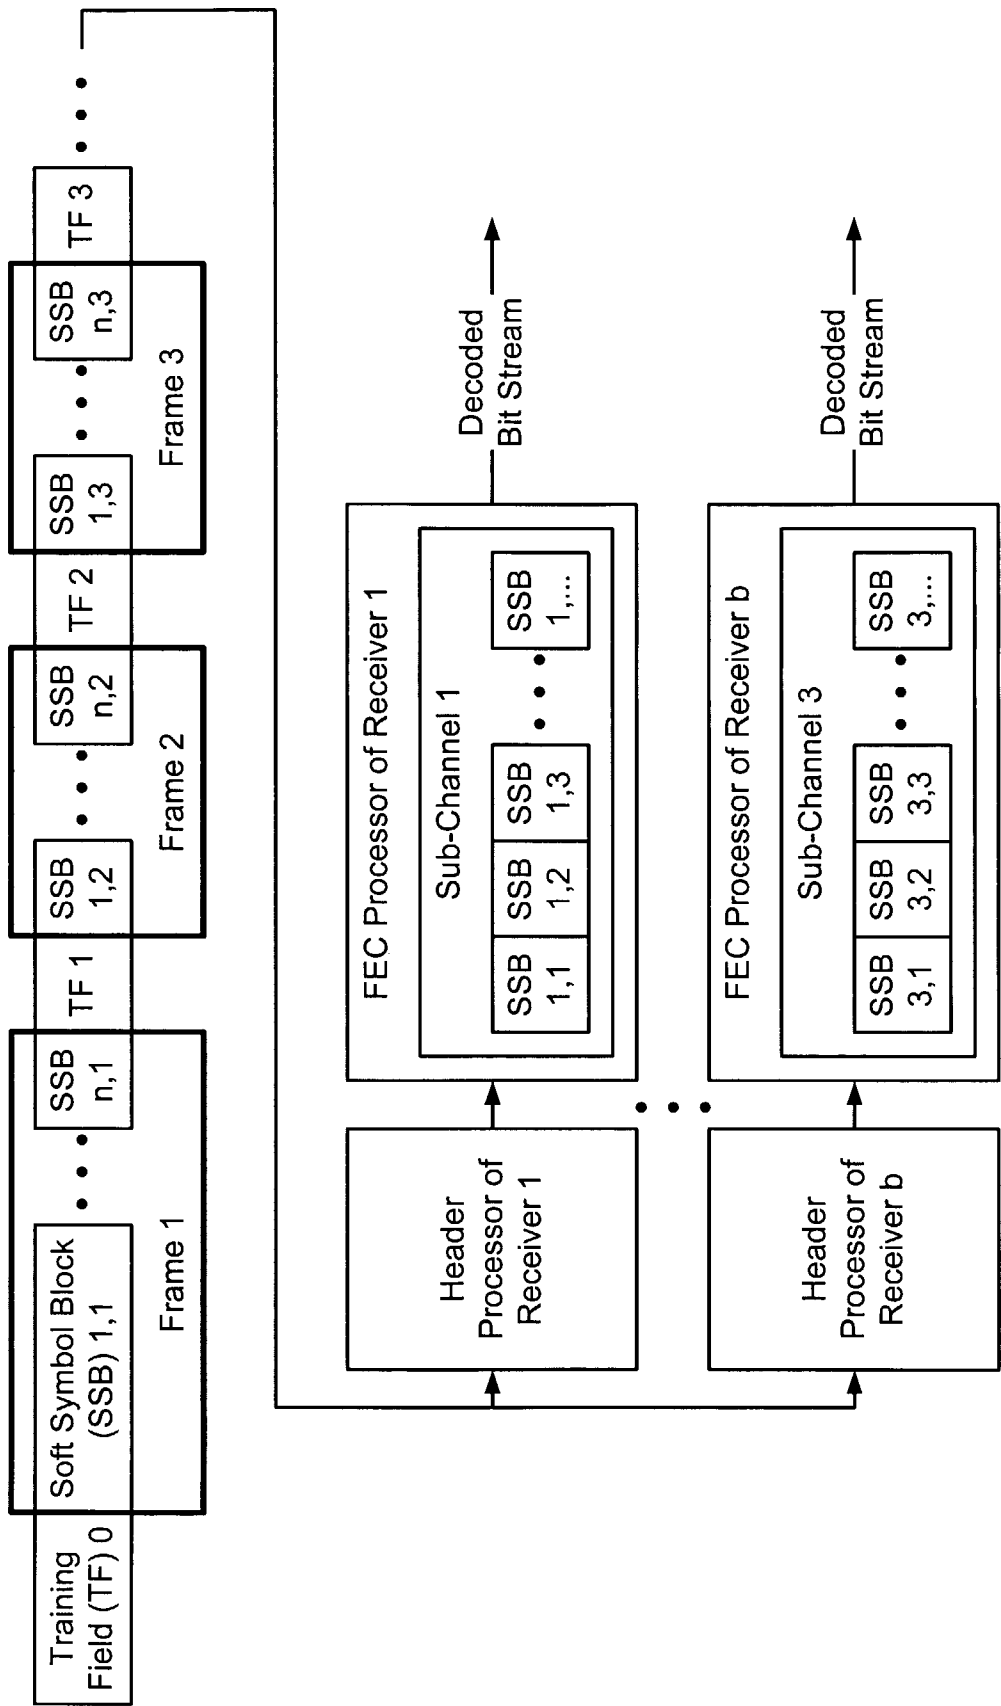 Training
Field (TF) 0
Soft Symbol Block
(SSB) 1,1
SSB
n,1
Frame 1
TF 1
SSB
1,2
SSB
n,2
Frame 2
TF 2
SSB
1,3
SSB
n,3
Frame 3
TF 3
Header
Processor of
Receiver 1
FEC Processor of Receiver 1
Sub-Channel 1
SSB
1,1
SSB
1,2
SSB
1,3
SSB
1,...
Decoded
Bit Stream
Header
Processor of
Receiver b
FEC Processor of Receiver b
Sub-Channel 3
SSB
3,1
SSB
3,2
SSB
3,3
SSB
3,...
Decoded
Bit Stream